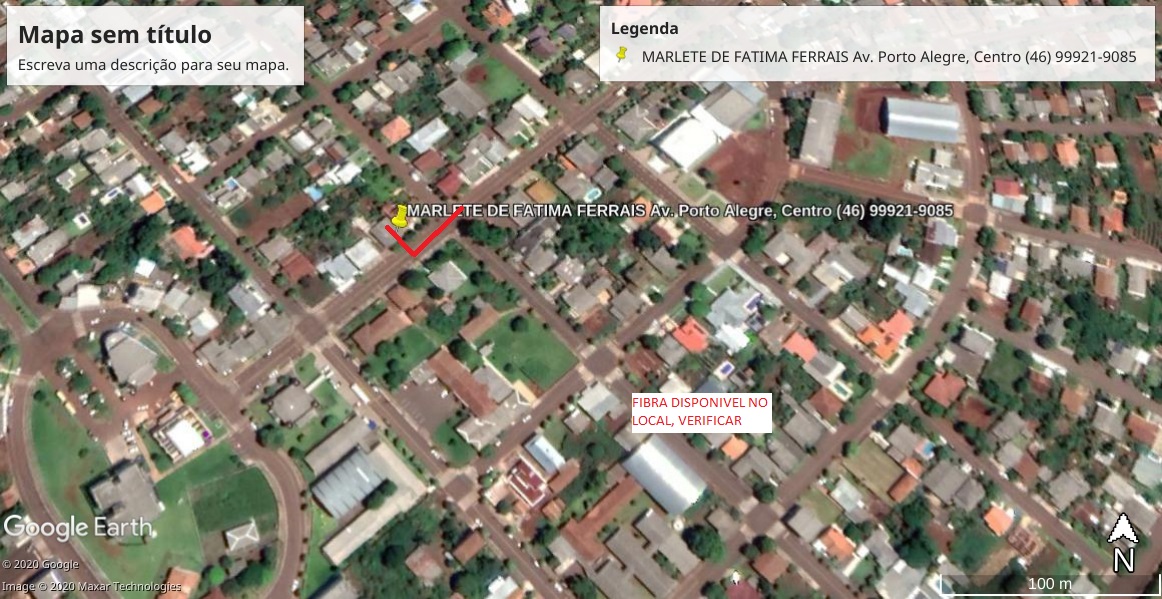 Mapa sem título
Escreva uma descrição para seu mapa.
Legenda
MARLETE DE FATIMA FERRAIS Av. Porto Alegre, Centro (46) 99921-9085
MARLETE DE FATIMA FERRAIS Av. Porto Alegre, Centro (46) 99921-9085
FIBRA DISPONIVEL NO
LOCAL, VERIFICAR
Google Earth
© 2020 Google
Image © 2020 Maxar Technologies
N
100 m